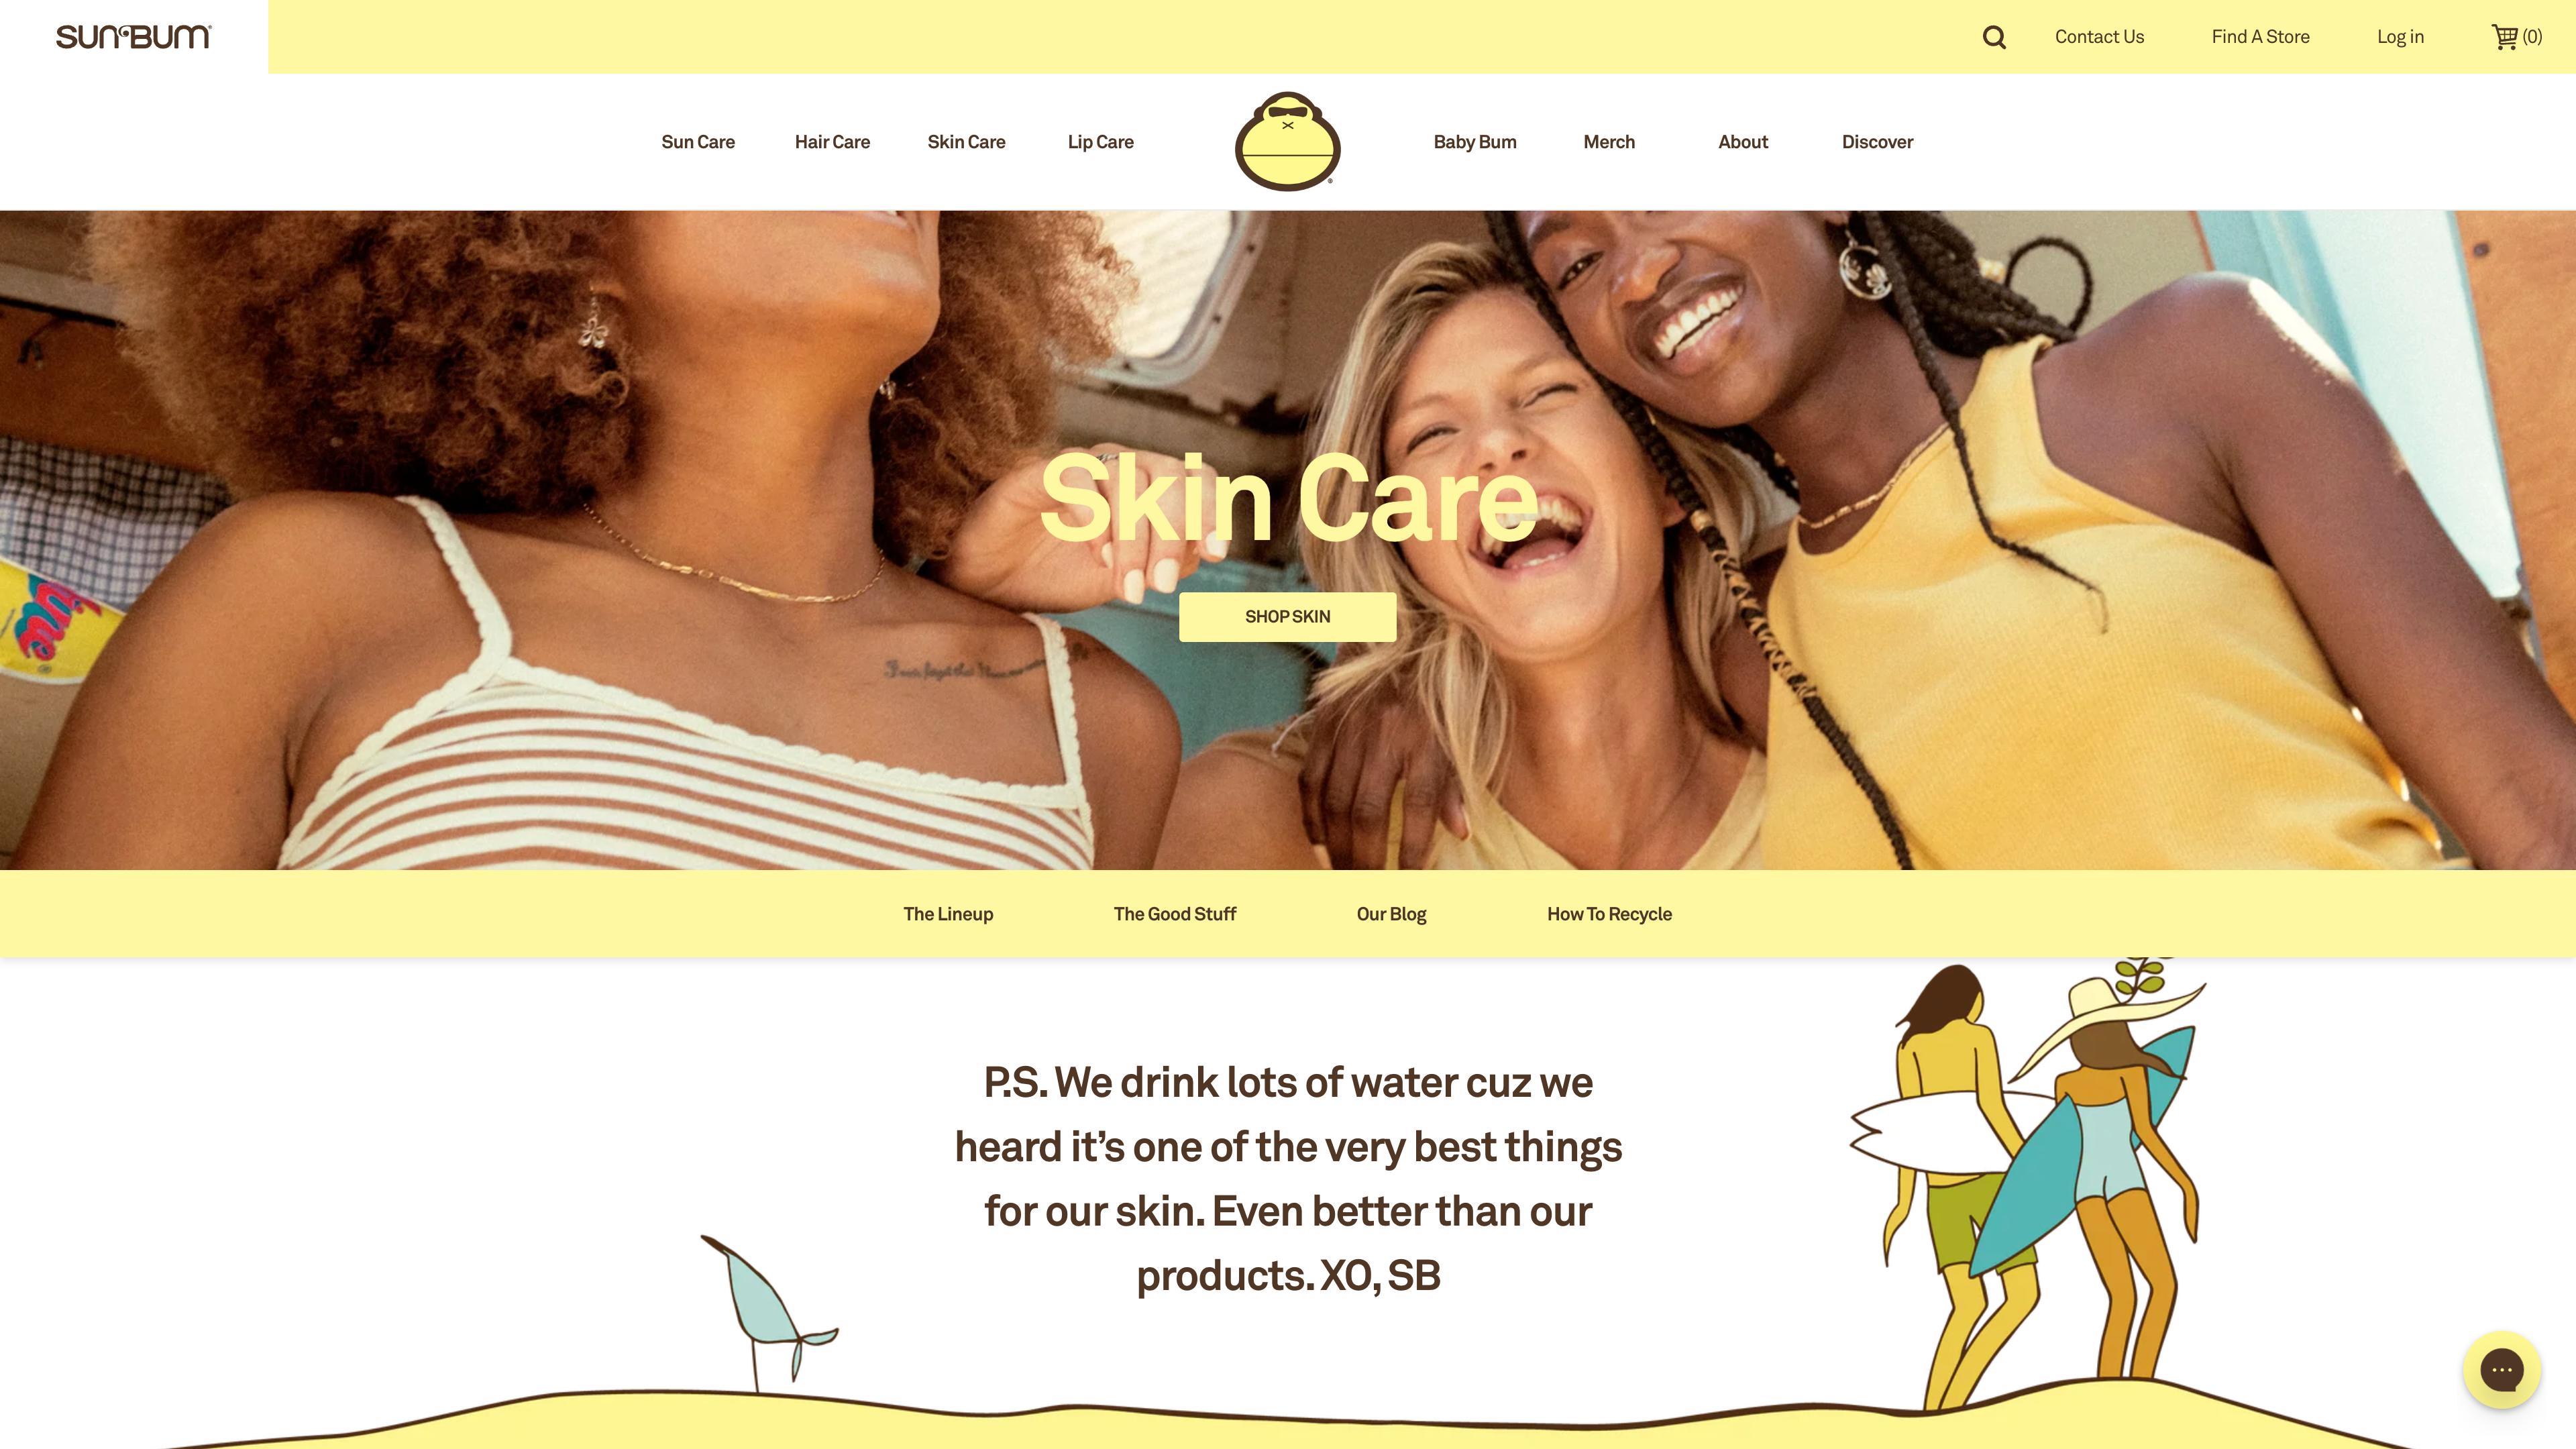 SUN BUM
Contact Us
Find A Store
Log in
(0)
Sun Care
Hair Care
Skin Care
Lip Care
Baby Bum
Merch
About
Discover
Skin Care
SHOP SKIN
The Lineup
The Good Stuff
Our Blog
How To Recycle
P.S. We drink lots of water cuz we
heard it’s one of the very best things
for our skin. Even better than our
products. XO, SB